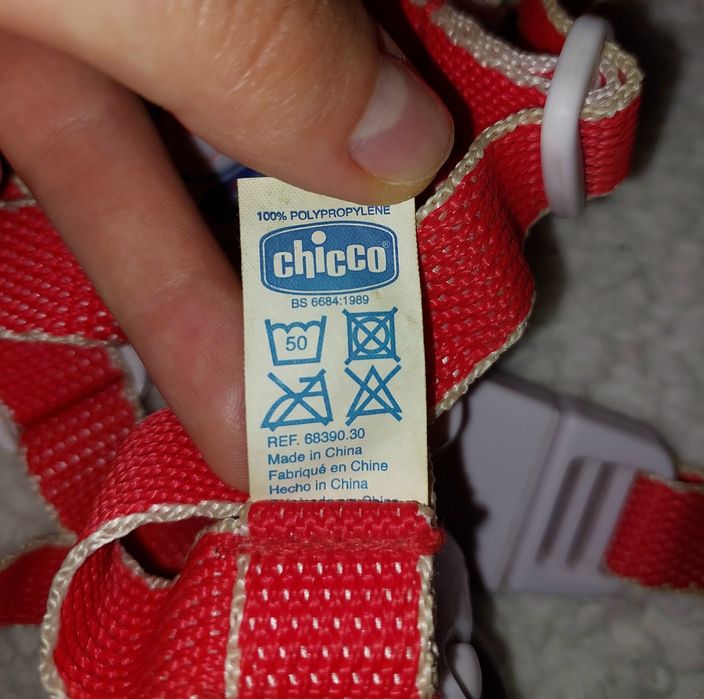 100% POLYPROPYLENE
chicco®
BS 6684:1989
50
REF. 68390.30
Made in China
Fabriqué en Chine
Hecho in China